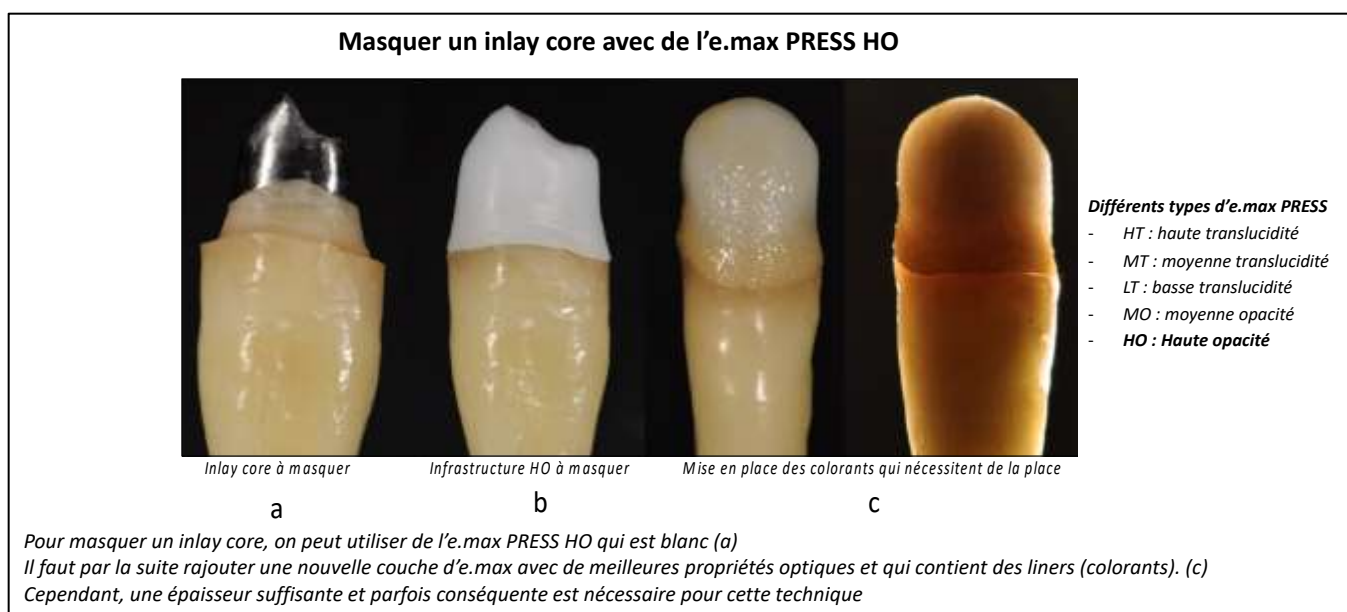 Masquer un inlay core avec de l'e.max PRESS HO
Différents types d'e.max PRESS
- HT : haute translucidité
- MT : moyenne translucidité
- LT : basse translucidité
- MO : moyenne opacité
- HO : Haute opacité
Inlay core à masquer
Infrastructure HO à masquer
Mise en place des colorants qui nécessitent de la place
a
b
c
Pour masquer un inlay core, on peut utiliser de l'e.max PRESS HO qui est blanc (a)
Il faut par la suite rajouter une nouvelle couche d'e.max avec de meilleures propriétés optiques et qui contient des liners (colorants). (c)
Cependant, une épaisseur suffisante et parfois conséquente est nécessaire pour cette technique